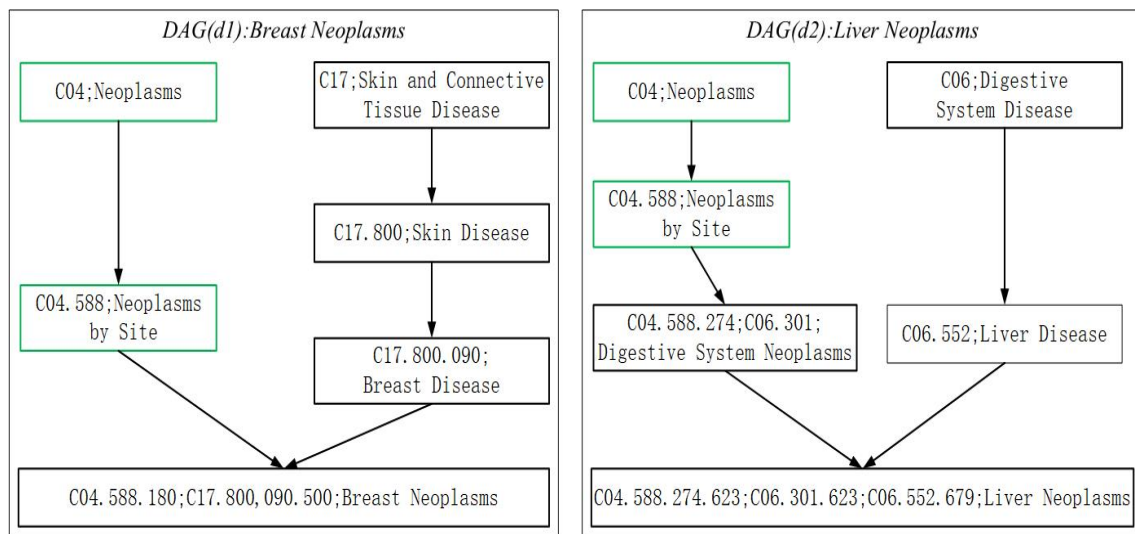 DAG(d1):Breast Neoplasms
C04;Neoplasms
C17;Skin and Connective
Tissue Disease
C17.800;Skin Disease
C04.588;Neoplasms
by Site
C17.800.090;
Breast Disease
C04.588.180;C17.800,090.500;Breast Neoplasms
DAG(d2):Liver Neoplasms
C04;Neoplasms
C06;Digestive
System Disease
C04.588;Neoplasms
by Site
C04.588.274;C06.301;
Digestive System Neoplasms
C06.552;Liver Disease
C04.588.274.623;C06.301.623;C06.552.679;Liver Neoplasms